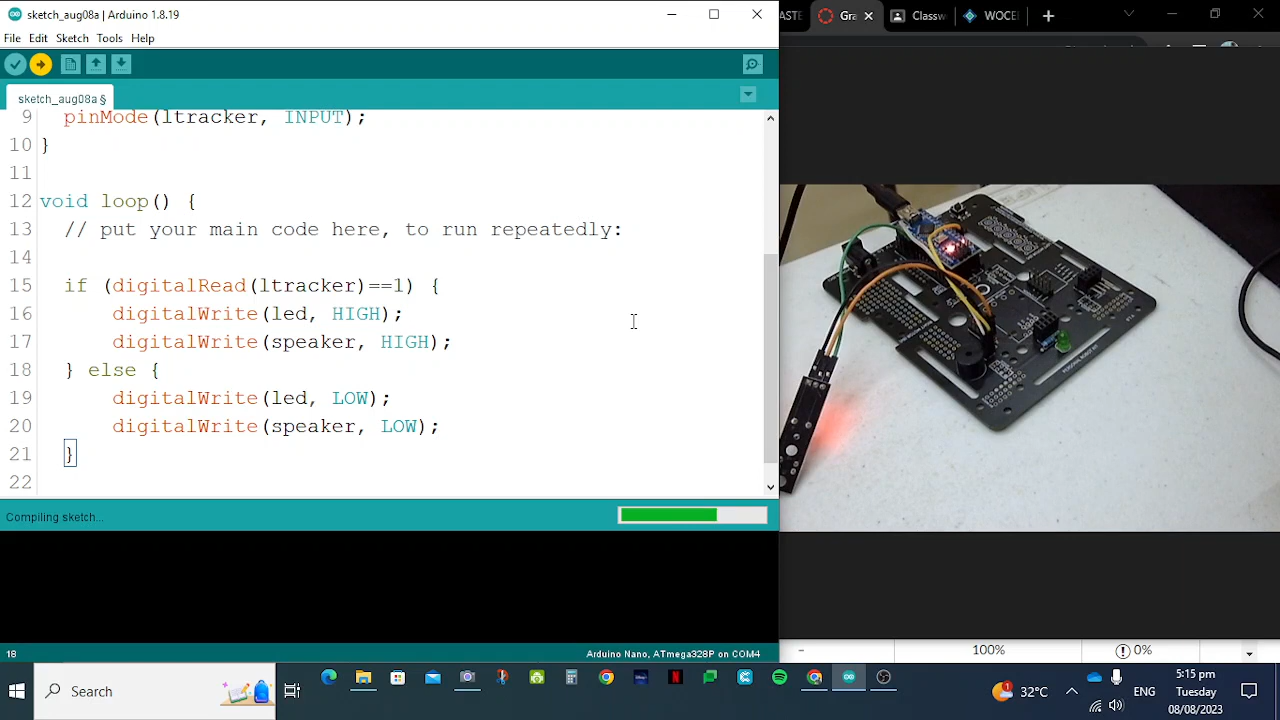 sketch_aug08a | Arduino 1.8.19
ASTE
Gra
Classw
WOCE
File Edit Sketch Tools Help
sketch_aug08a §
9 pinMode(ltracker, INPUT);
10 }
11
12 void loop() {
13 // put your main code here, to run repeatedly:
14
15 if (digitalRead(ltracker)==1) {
16 digitalWrite(led, HIGH);
17 digitalWrite(speaker, HIGH);
18 } else {
19 digitalWrite(led, LOW);
20 digitalWrite(speaker, LOW);
21 }
22
Compiling sketch...
18
Arduino Nano, ATmega328P on COM4
100%
0%
Search
32°C
ENG
5:15 pm
Tuesday
08/08/2023